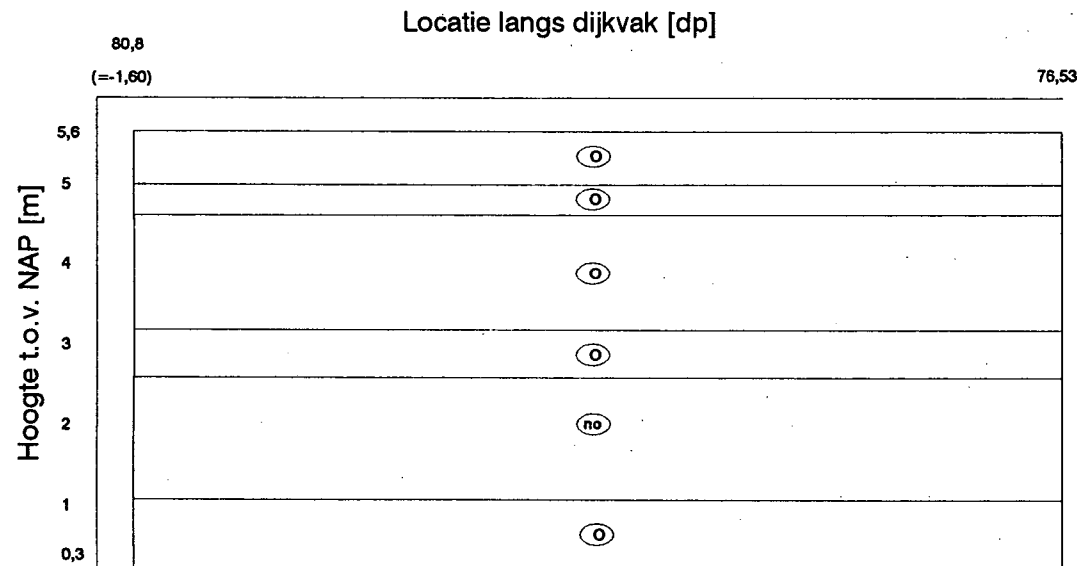 Locatie langs dijkvak [dp]
80,8
(=-1,60)
76,53
Hoogte t.o.v. NAP [m]
5,6
O
5
O
4
O
3
O
2
no
1
O
0,3